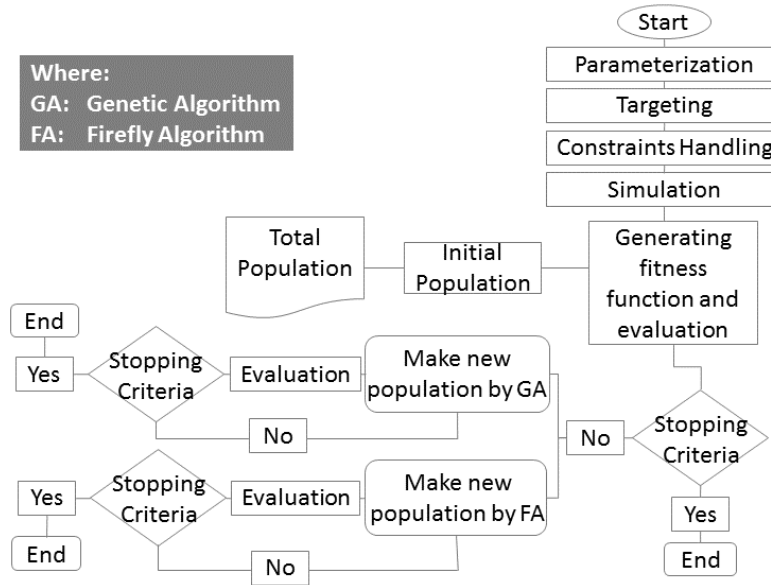 Start
Where:
GA: Genetic Algorithm
FA: Firefly Algorithm
Parameterization
Targeting
Constraints Handling
Simulation
Total
Population
Initial
Population
Generating
fitness
function and
evaluation
End
Yes
Stopping
Criteria
Evaluation
Make new
population by GA
No
No
Stopping
Criteria
Yes
Stopping
Criteria
Evaluation
Make new
population by FA
Yes
End
No
End